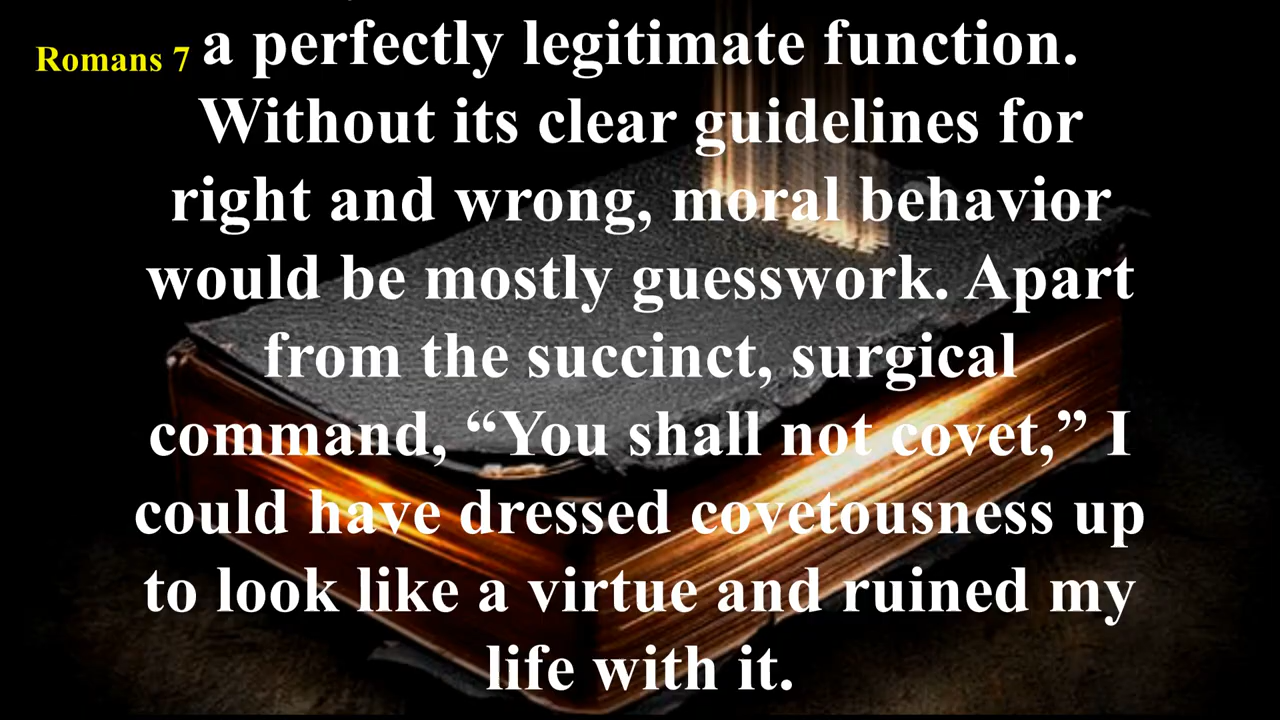 Romans 7
a perfectly legitimate function.
Without its clear guidelines for
right and wrong, moral behavior
would be mostly guesswork. Apart
from the succinct, surgical
command, “You shall not covet,” I
could have dressed covetousness up
to look like a virtue and ruined my
life with it.